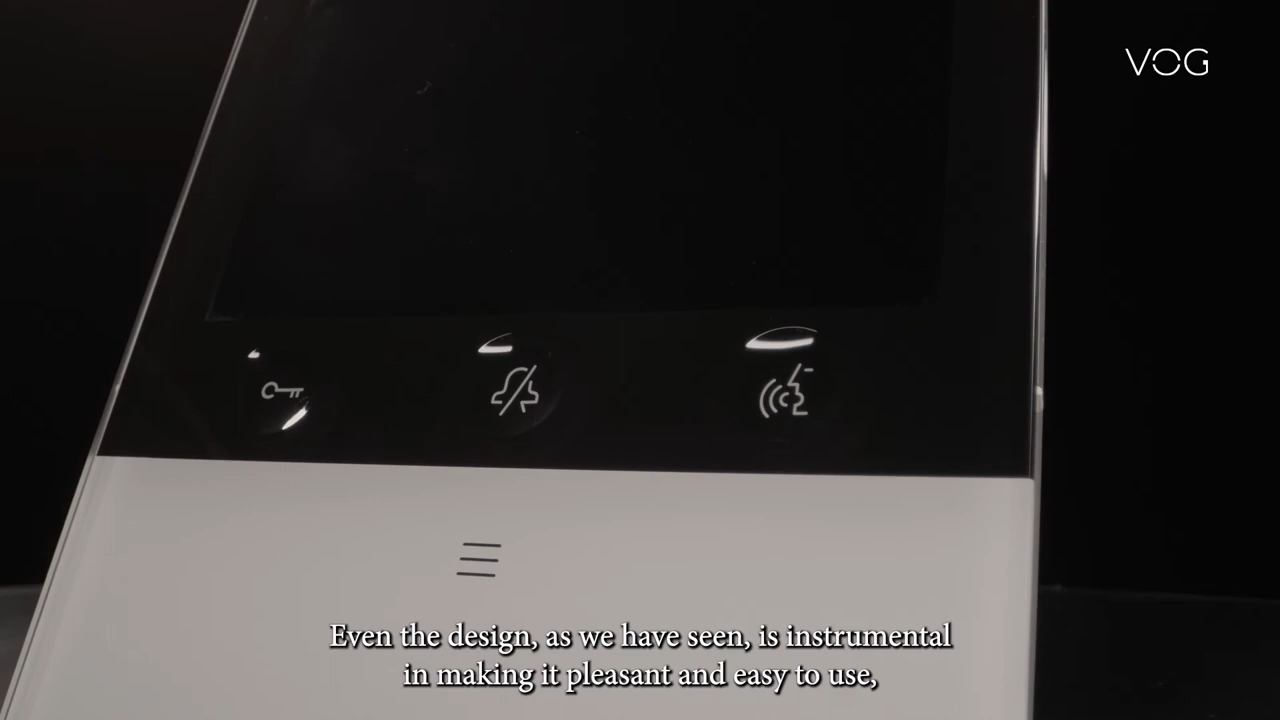 VOG
Even the design, as we have seen, is instrumental
in making it pleasant and easy to use,